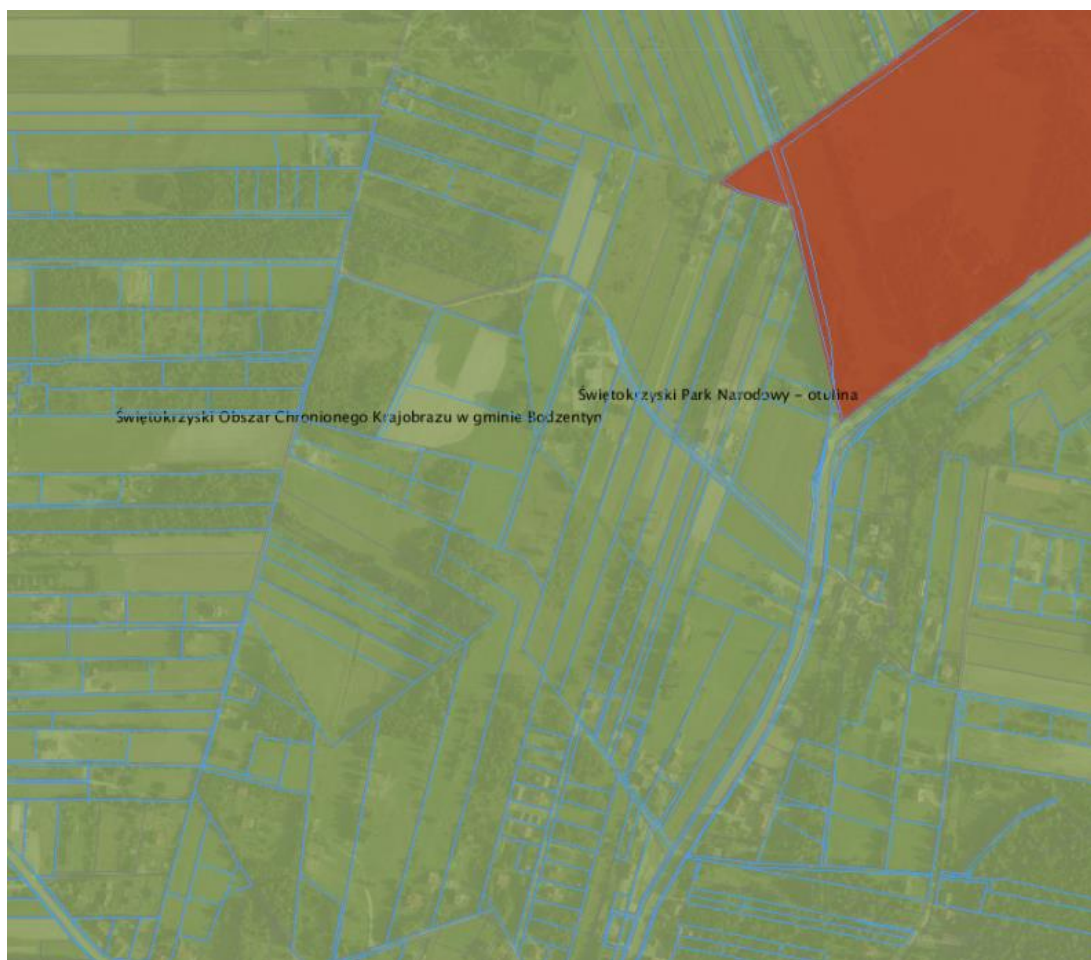 Świętokrzyski Park Narodowy – otulina
Świętokrzyski Obszar Chronionego Krajobrazu w gminie Bodzentyn